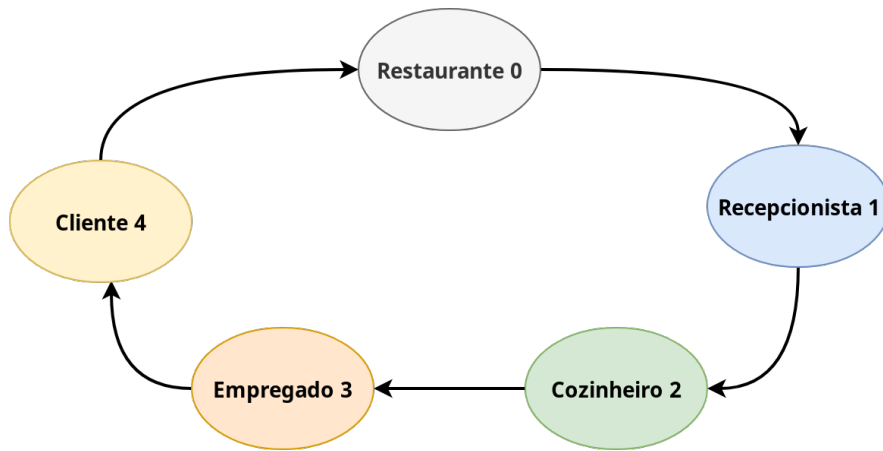 Restaurante 0
Recepcionista 1
Cliente 4
Empregado 3
Cozinheiro 2